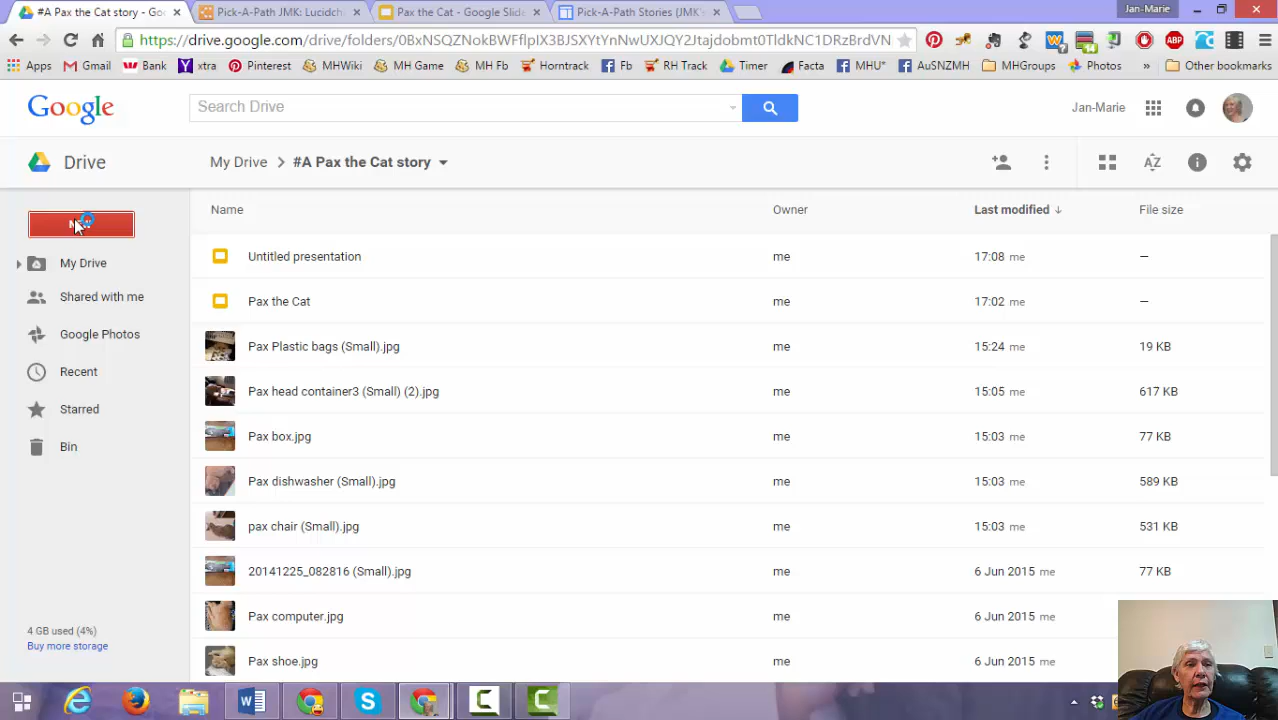 #A Pax the Cat story - Go
Pick-A-Path JMK: Lucidch
Pax the Cat - Google Slide
Pick-A-Path Stories (JMK's
Jan-Marie
https://drive.google.com/drive/folders/0BxNSQZNokBWFflpIX3BJSXYtYnNwUXJQY2Jtajdobmt0TldkNC1DRzBrdVN
Apps
Gmail
Bank
xtra
Pinterest
MHWiki
MH Game
MH Fb
Horntrack
Fb
RH Track
Timer
Facta
MHU*
AuSNZMH
MHGroups
Photos
»
Other bookmarks
Google
Search Drive
Jan-Marie
Drive
My Drive > #A Pax the Cat story
AZ
My Drive
Shared with me
Google Photos
Recent
Starred
Bin
4 GB used (4%)
Buy more storage
Name Owner Last modified ↓ File size
Untitled presentation me 17:08 me —
Pax the Cat me 17:02 me —
Pax Plastic bags (Small).jpg me 15:24 me 19 KB
Pax head container3 (Small) (2).jpg me 15:05 me 617 KB
Pax box.jpg me 15:03 me 77 KB
Pax dishwasher (Small).jpg me 15:03 me 589 KB
pax chair (Small).jpg me 15:03 me 531 KB
20141225_082816 (Small).jpg me 6 Jun 2015 me 77 KB
Pax computer.jpg me 6 Jun 2015 me
Pax shoe.jpg me 6 Jun 2015 me